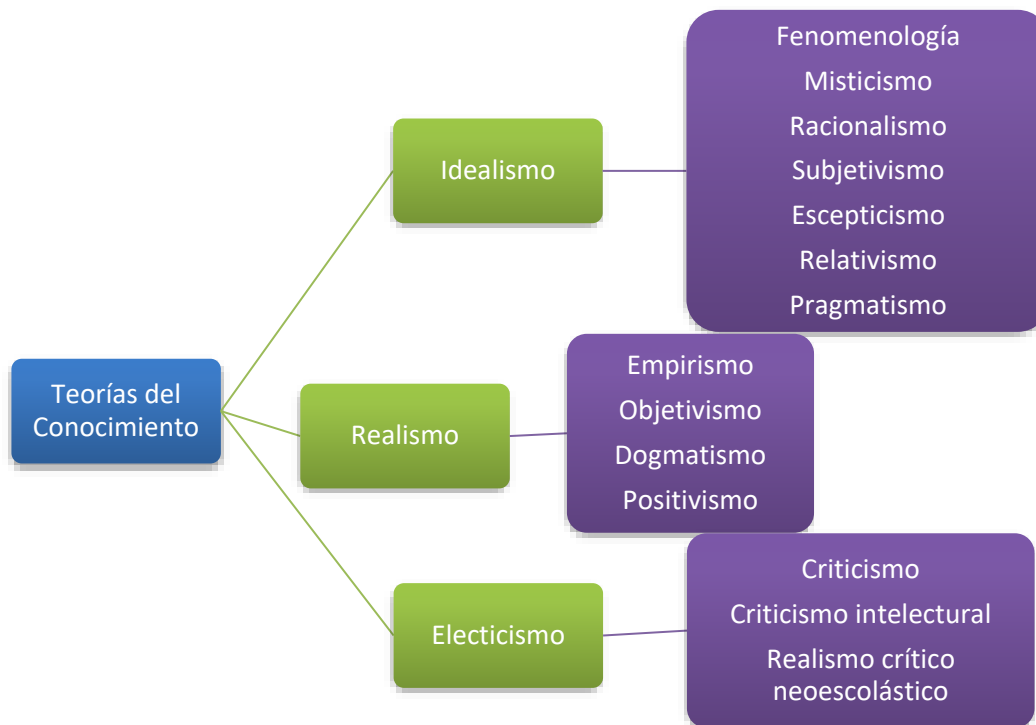 Teorías del
Conocimiento
Idealismo
Fenomenología
Misticismo
Racionalismo
Subjetivismo
Escepticismo
Relativismo
Pragmatismo
Realismo
Empirismo
Objetivismo
Dogmatismo
Positivismo
Electicismo
Criticismo
Criticismo intelectural
Realismo crítico
neoescolástico